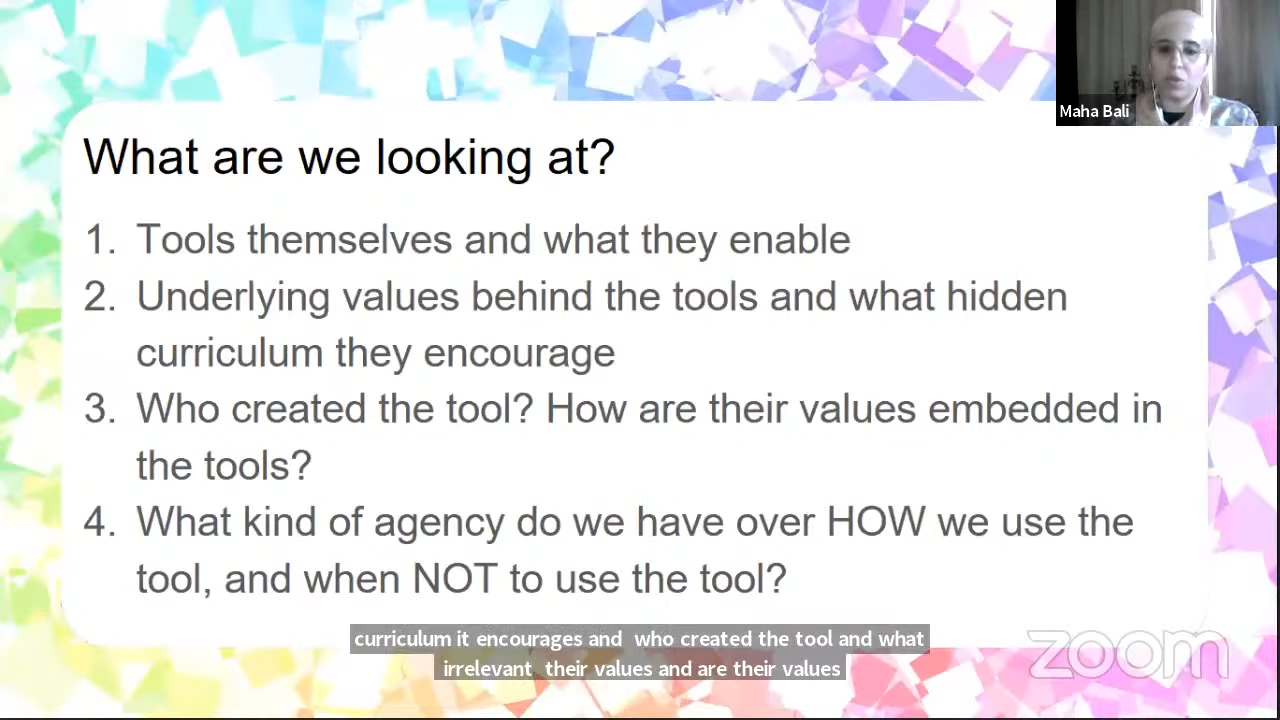 Maha Bali
What are we looking at?
1. Tools themselves and what they enable
2. Underlying values behind the tools and what hidden
curriculum they encourage
3. Who created the tool? How are their values embedded in
the tools?
4. What kind of agency do we have over HOW we use the
tool, and when NOT to use the tool?
curriculum it encourages and who created the tool and what
irrelevant their values and are their values
zoom